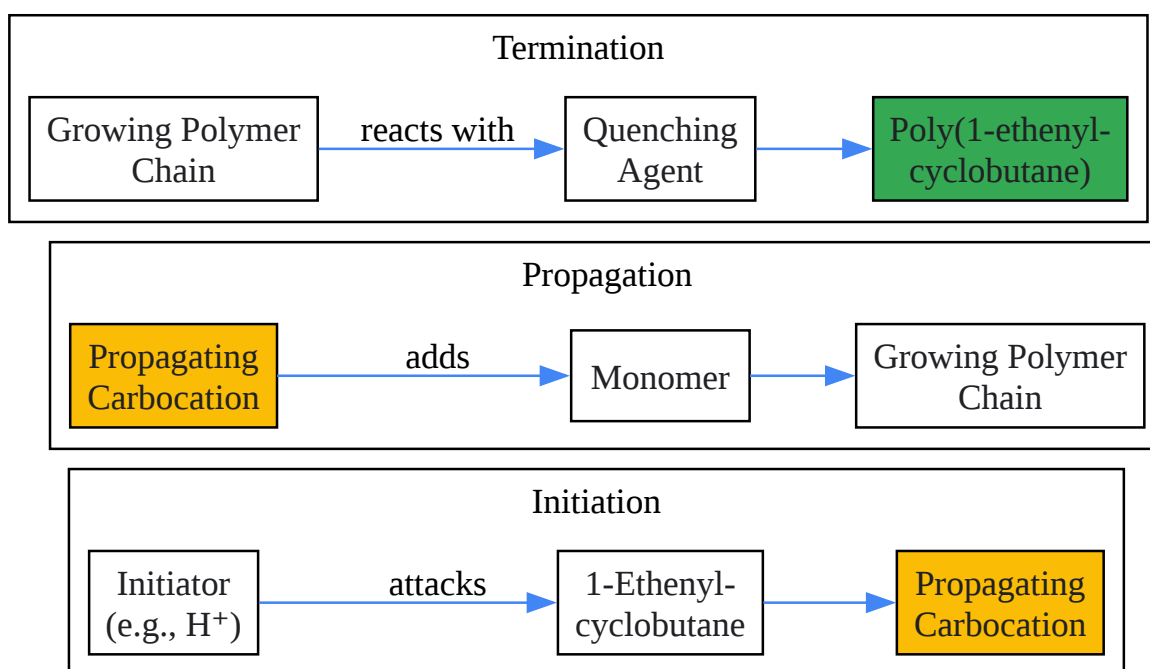 Termination
Growing Polymer
Chain
reacts with
Quenching
Agent
Poly(1-ethenyl-
cyclobutane)
Propagation
Propagating
Carbocation
adds
Monomer
Growing Polymer
Chain
Initiation
Initiator
(e.g., H⁺)
attacks
1-Ethenyl-
cyclobutane
Propagating
Carbocation